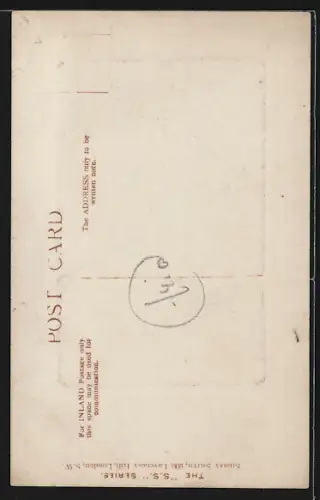 POST CARD
For INLAND Postage only
this space may be used for
communication.
The ADDRESS only to be
written here.
THE "S.S." SERIES.
London, S.W.